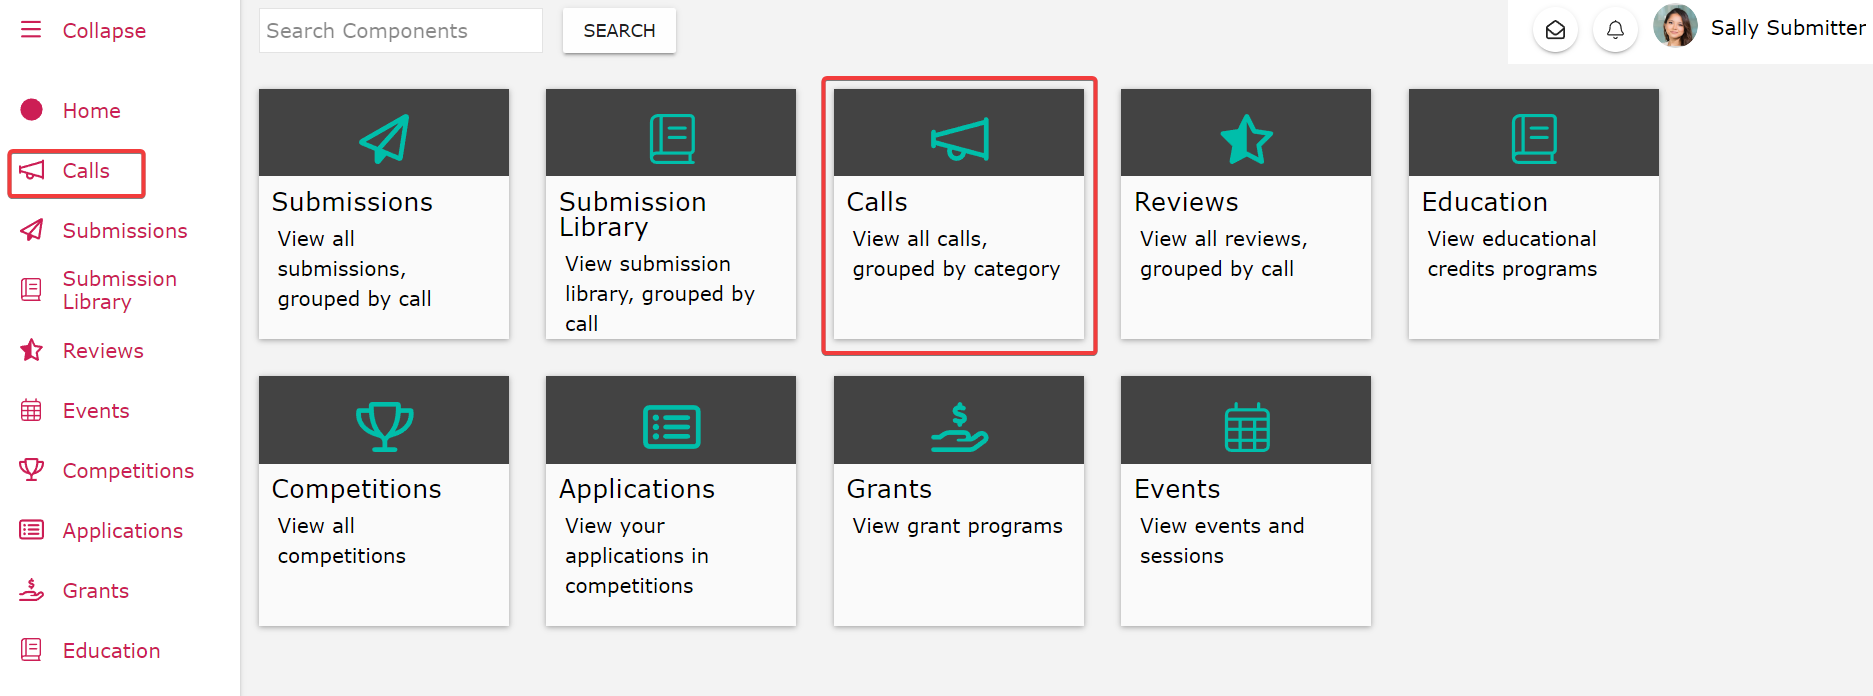 Collapse
Home
Calls
Submissions
Submission
Library
Reviews
Events
Competitions
Applications
Grants
Education
Search Components
SEARCH
Sally Submitter
Submissions
View all
submissions,
grouped by call
Submission
Library
View submission
library, grouped by
call
Calls
View all calls,
grouped by category
Reviews
View all reviews,
grouped by call
Education
View educational
credits programs
Competitions
View all
competitions
Applications
View your
applications in
competitions
Grants
View grant programs
Events
View events and
sessions